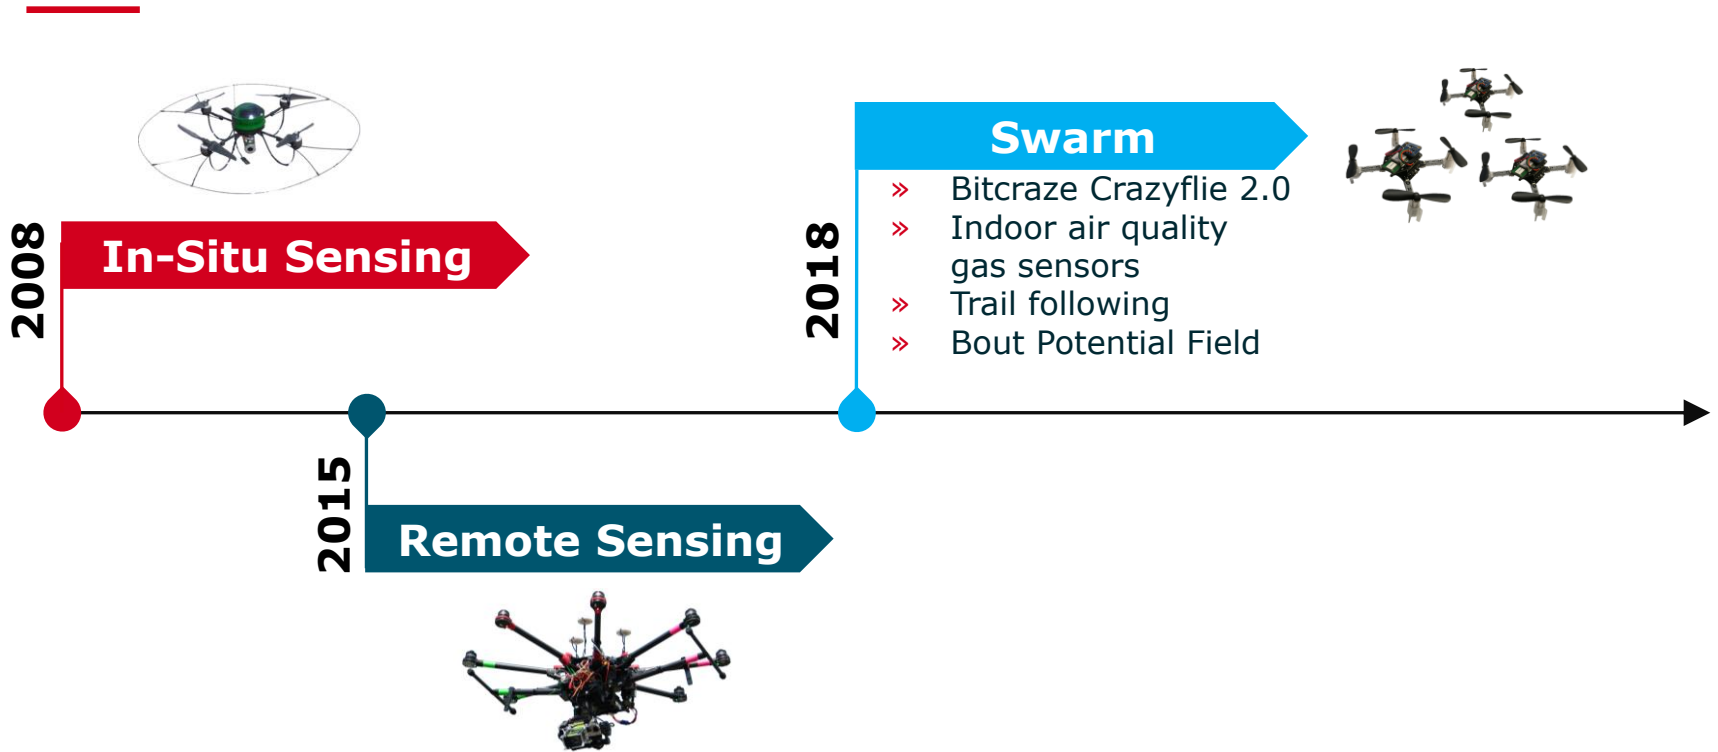 2008
In-Situ Sensing
2015
Remote Sensing
2018
Swarm
» Bitcraze Crazyflie 2.0
» Indoor air quality
gas sensors
» Trail following
» Bout Potential Field